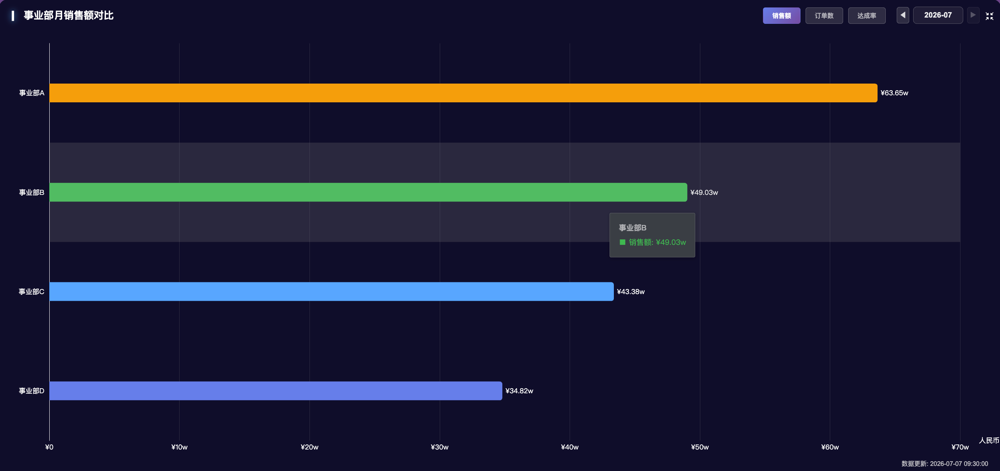 事业部月销售额对比
销售额
订单数
达成率
2026-07
事业部A
¥63.65w
事业部B
¥49.03w
事业部B
销售额: ¥49.03w
事业部C
¥43.38w
事业部D
¥34.82w
人民币
¥0
¥10w
¥20w
¥30w
¥40w
¥50w
¥60w
¥70w
数据更新: 2026-07-07 09:30:00